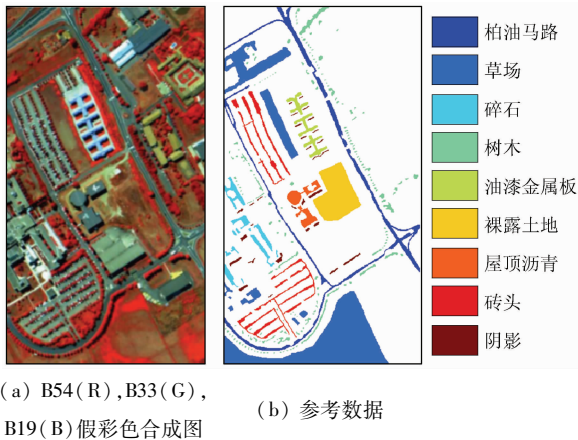 柏油马路
草场
碎石
树木
油漆金属板
裸露土地
屋顶沥青
砖头
阴影
(a) B54(R),B33(G),
B19(B)假彩色合成图
(b) 参考数据